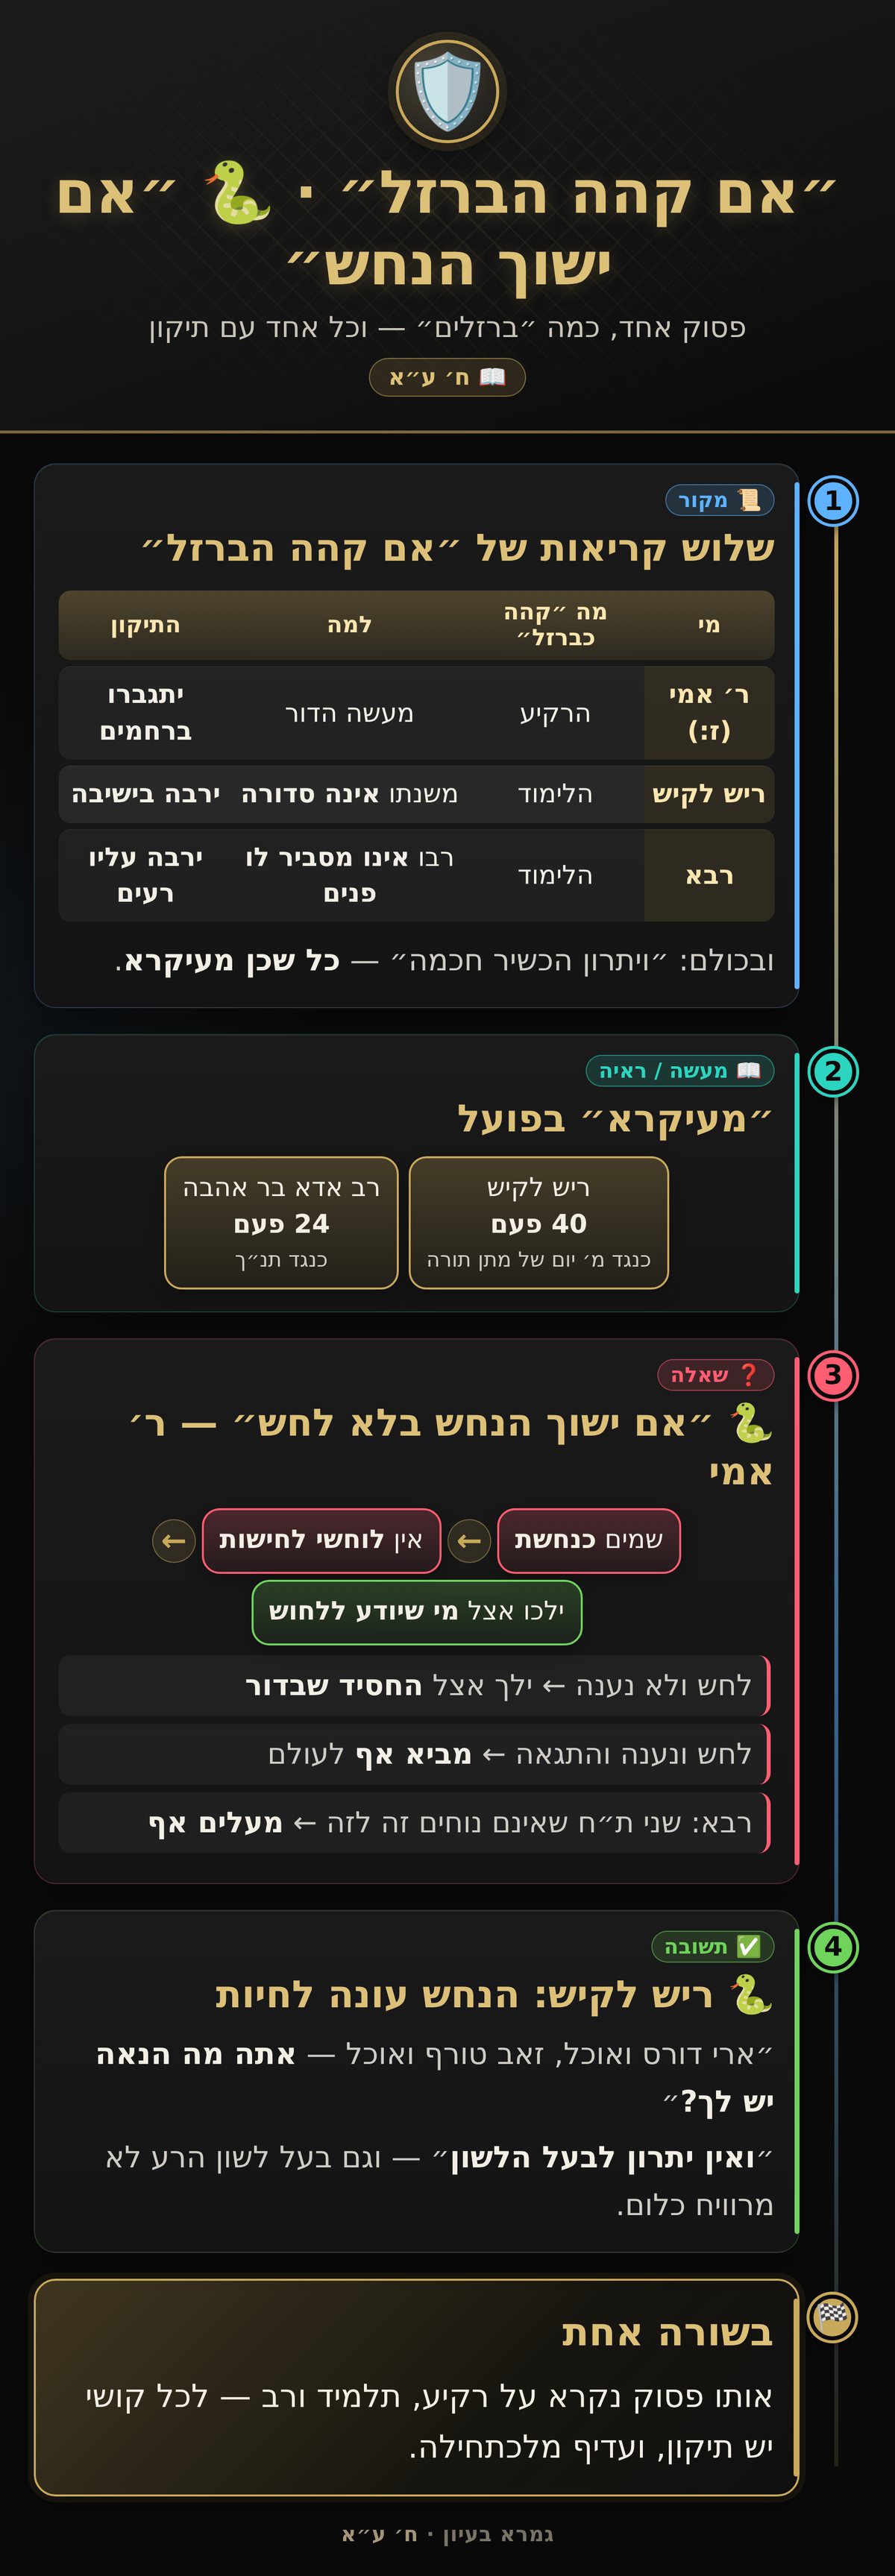 ״אם קהה הברזל״ · 🐍 ״אם
ישוך הנחש״
פסוק אחד, כמה ״ברזלים״ — וכל אחד עם תיקון
📖 ח׳ ע״א
1
📜 מקור
שלוש קריאות של ״אם קהה הברזל״
מי	מה ״קהה כברזל״	למה	התיקון
ר׳ אמי (ז:)	הרקיע	מעשה הדור	יתגברו ברחמים
ריש לקיש	הלימוד	משנתו אינה סדורה	ירבה בישיבה
רבא	הלימוד	רבו אינו מסביר לו פנים	ירבה עליו רעים
ובכולם: ״ויתרון הכשיר חכמה״ — כל שכן מעיקרא.
2
📖 מעשה / ראיה
״מעיקרא״ בפועל
ריש לקיש
40 פעם
כנגד מ׳ יום של מתן תורה
רב אדא בר אהבה
24 פעם
כנגד תנ״ך
3
❓ שאלה
🐍 ״אם ישוך הנחש בלא לחש״ — ר׳
אמי
שמים כנחשת ← אין לוחשי לחישות ←
ילכו אצל מי שיודע ללחוש
לחש ולא נענה ← ילך אצל החסיד שבדור
לחש ונענה והתגאה ← מביא אף לעולם
רבא: שני ת״ח שאינם נוחים זה לזה ← מעלים אף
4
✅ תשובה
🐍 ריש לקיש: הנחש עונה לחיות
״ארי דורס ואוכל, זאב טורף ואוכל — אתה מה הנאה
יש לך?״
״ואין יתרון לבעל הלשון״ — וגם בעל לשון הרע לא
מרוויח כלום.
🏁
בשורה אחת
אותו פסוק נקרא על רקיע, תלמיד ורב — לכל קושי
יש תיקון, ועדיף מלכתחילה.
גמרא בעיון · ח׳ ע״א